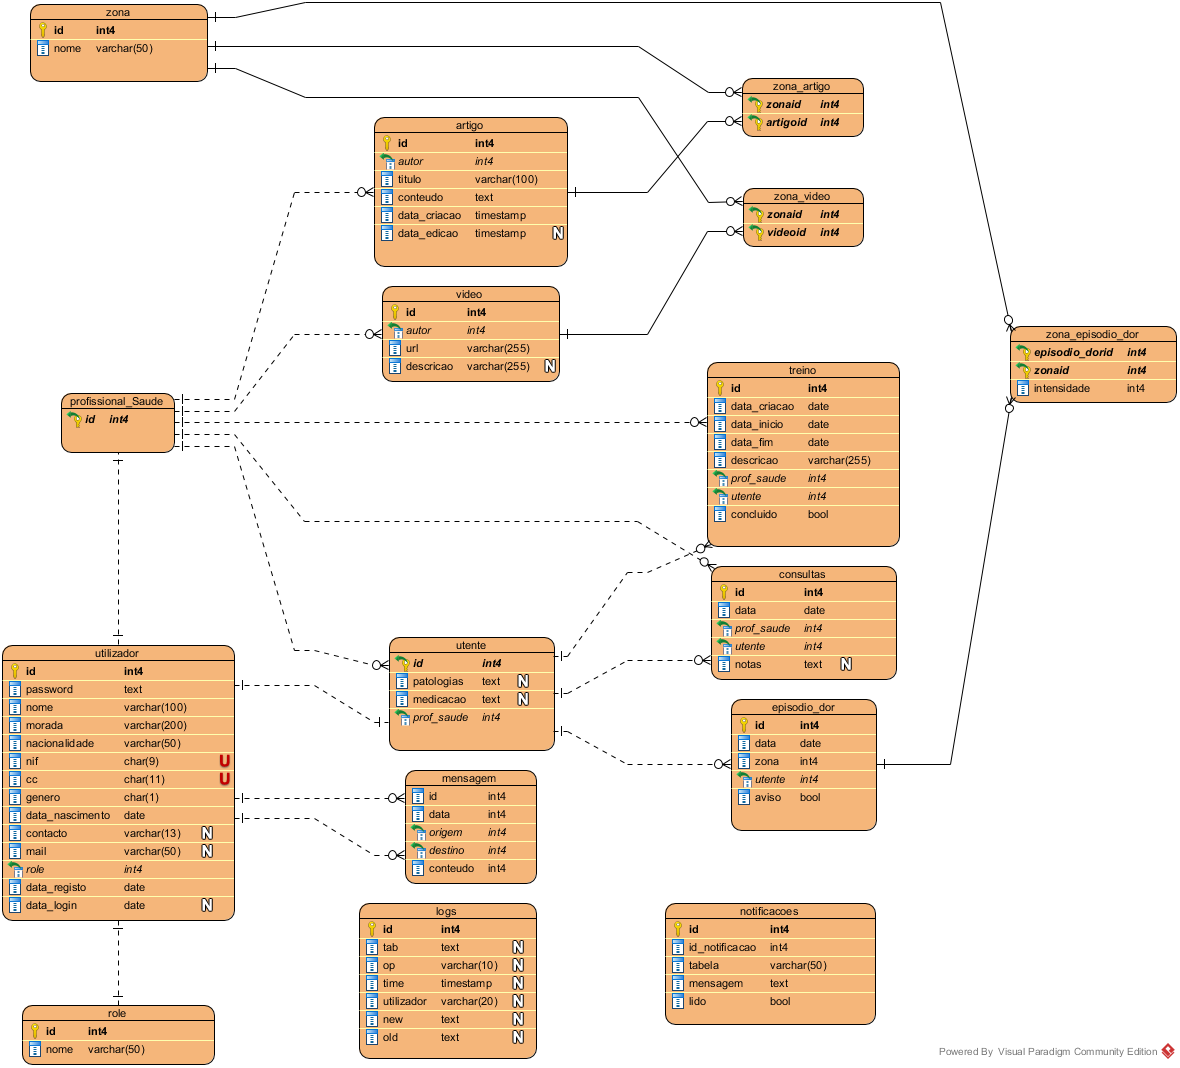 zona
id int4
nome varchar(50)
zona_artigo
zonaid int4
artigoid int4
artigo
id int4
autor int4
titulo varchar(100)
conteudo text
data_criacao timestamp
data_edicao timestamp N
zona_video
zonaid int4
videoid int4
video
id int4
autor int4
url varchar(255)
descricao varchar(255) N
zona_episodio_dor
episodio_dorid int4
zonaid int4
intensidade int4
treino
id int4
data_criacao date
data_inicio date
data_fim date
descricao varchar(255)
prof_saude int4
utente int4
concluido bool
profissional_Saude
id int4
consultas
id int4
data date
prof_saude int4
utente int4
notas text N
utente
id int4
patologias text N
medicacao text N
prof_saude int4
utilizador
id int4
password text
nome varchar(100)
morada varchar(200)
nacionalidade varchar(50)
nif char(9) U
cc char(11) U
genero char(1)
data_nascimento date
contacto varchar(13) N
mail varchar(50) N
role int4
data_registo date
data_login date N
episodio_dor
id int4
data date
zona int4
utente int4
aviso bool
mensagem
id int4
data int4
origem int4
destino int4
conteudo int4
logs
id int4
tab text N
op varchar(10) N
time timestamp N
utilizador varchar(20) N
new text N
old text N
notificacoes
id int4
id_notificacao int4
tabela varchar(50)
mensagem text
lido bool
role
id int4
nome varchar(50)
Powered By Visual Paradigm Community Edition